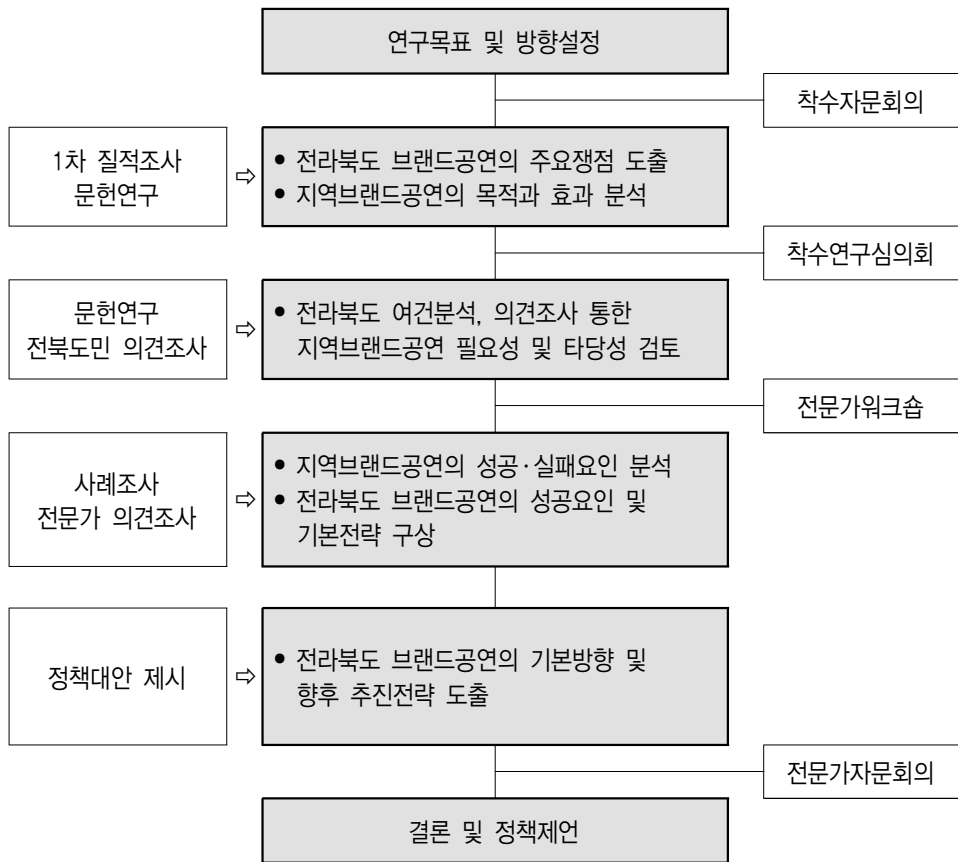 연구목표 및 방향설정
착수자문회의
1차 질적조사
문헌연구
⇨
• 전라북도 브랜드공연의 주요쟁점 도출
• 지역브랜드공연의 목적과 효과 분석
착수연구심의회
문헌연구
전북도민 의견조사
⇨
• 전라북도 여건분석, 의견조사 통한
지역브랜드공연 필요성 및 타당성 검토
전문가워크숍
사례조사
전문가 의견조사
⇨
• 지역브랜드공연의 성공·실패요인 분석
• 전라북도 브랜드공연의 성공요인 및
기본전략 구상
정책대안 제시
⇨
• 전라북도 브랜드공연의 기본방향 및
향후 추진전략 도출
전문가자문회의
결론 및 정책제언